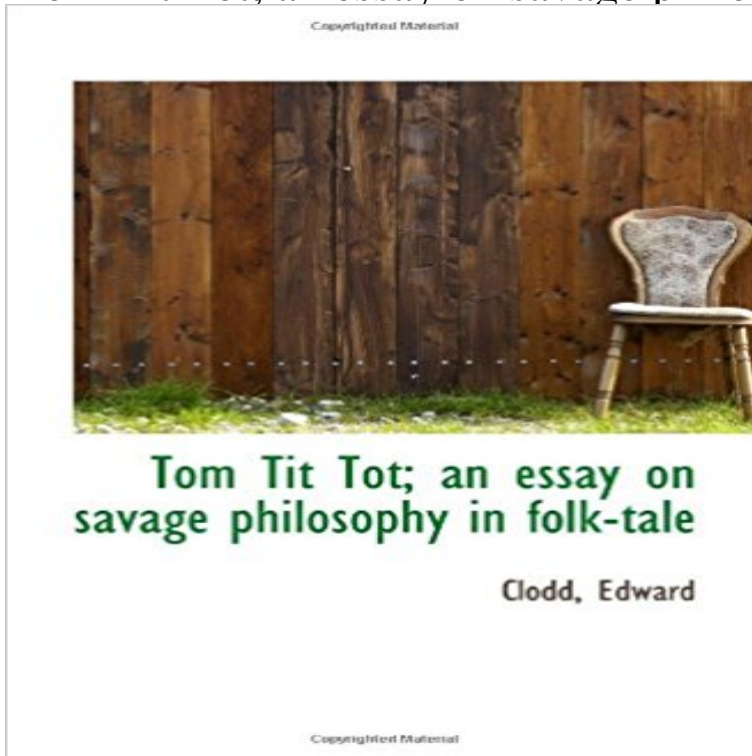 Copyrighted Material
Tom Tit Tot; an essay on
savage philosophy in folk-tale
Clodd, Edward
Copyrighted Material